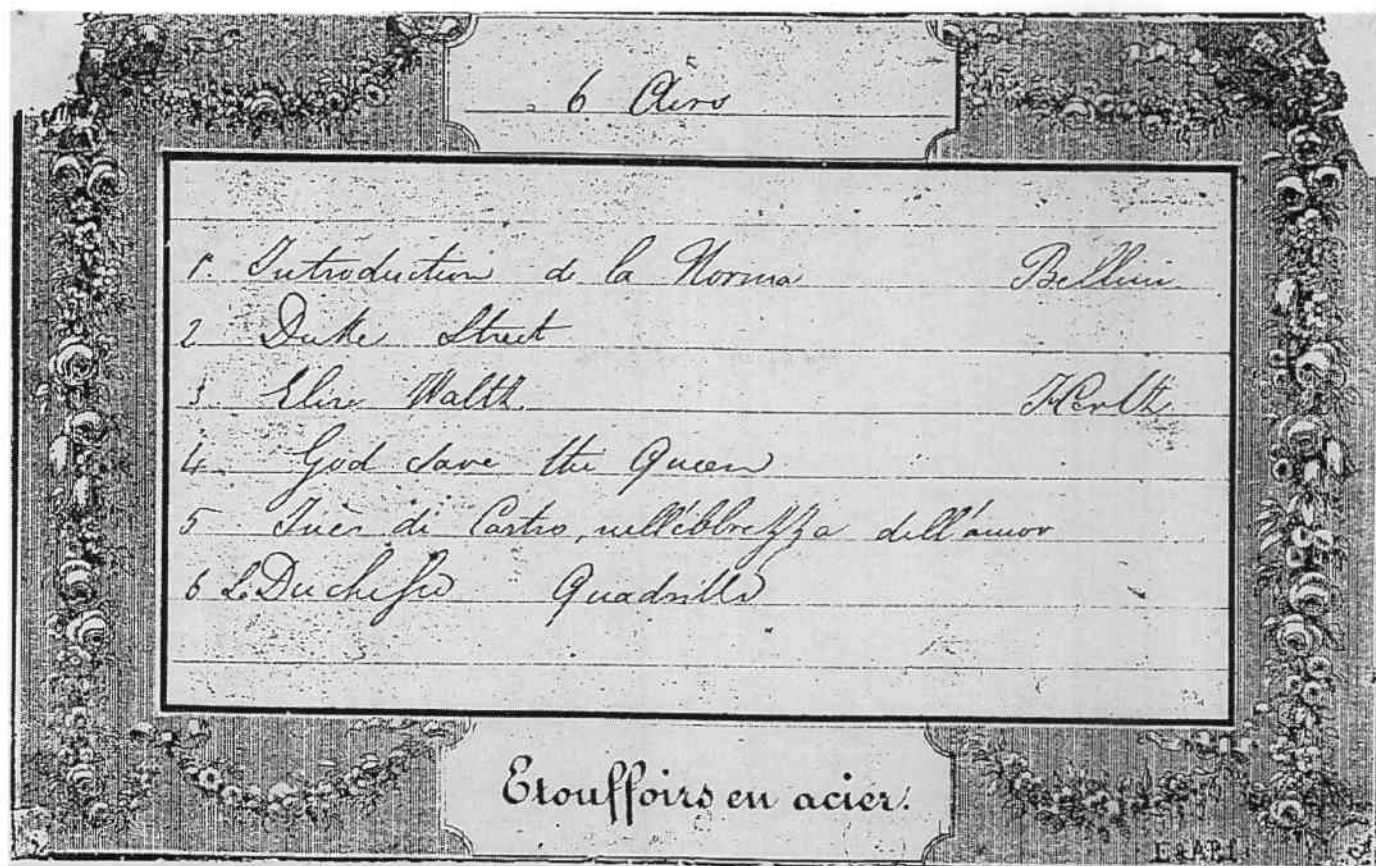 6 Airs
1. Introduction de la Norma Bellini
2 Duke Street
3 Elise Waltz
4 God save the Queen
5 Inès di Castro, nell'ebbrezza dell'amor
6 La Duchesse Quadrille
Etouffoirs en acier.